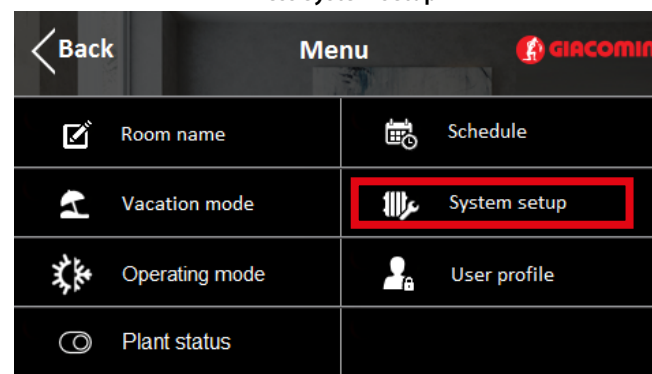 Back
Menu
GIACOMIN
Room name
Schedule
Vacation mode
System setup
Operating mode
User profile
Plant status